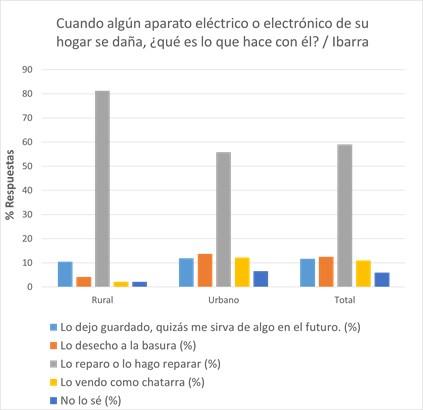 Cuando algún aparato eléctrico o electrónico de su
hogar se daña, ¿qué es lo que hace con él? / Ibarra
90
80
70
60
50
40
30
20
10
0
% Respuestas
Rural
Urbano
Total
Lo dejo guardado, quizás me sirva de algo en el futuro. (%)
Lo desecho a la basura (%)
Lo reparo o lo hago reparar (%)
Lo vendo como chatarra (%)
No lo sé (%)